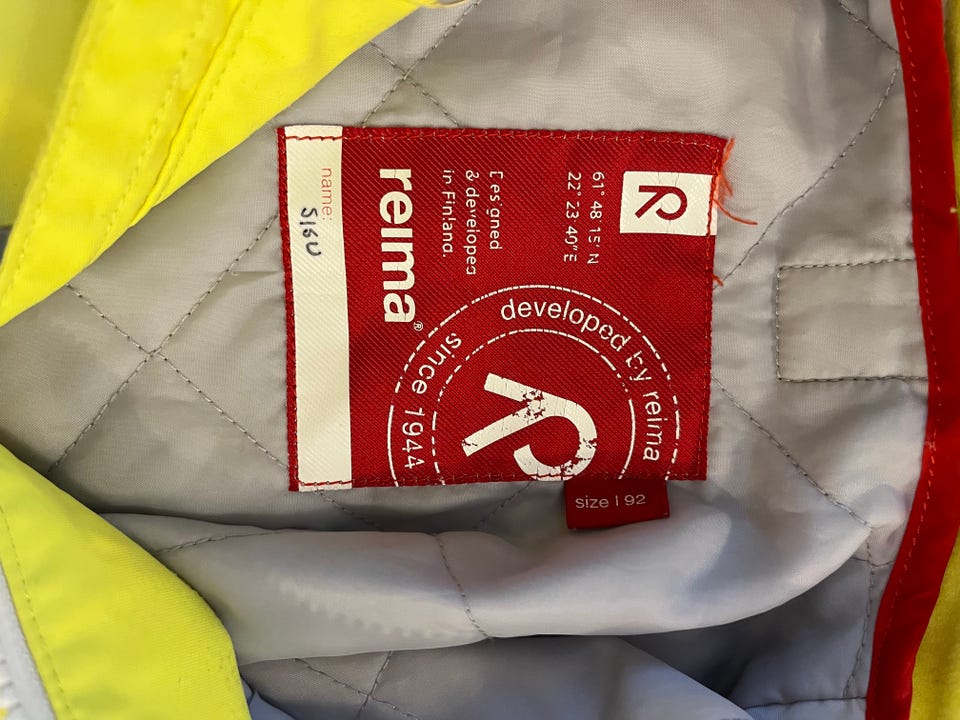 61° 48' 15" N
22° 23' 40" E
Designed
& developed
in Finland.
reima®
name:
SISU
developed by reima
since 1944
size | 92